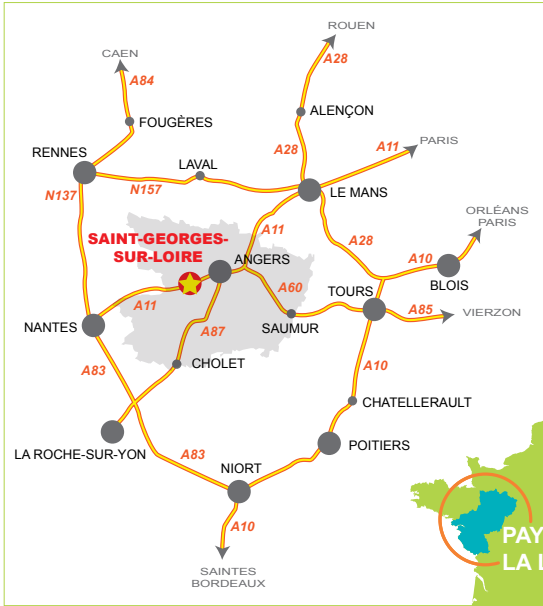 ROUEN
A28
CAEN
A84
ALENÇON
FOUGÈRES
A28
A11
PARIS
RENNES
LAVAL
N137
N157
LE MANS
ORLÉANS
PARIS
A11
SAINT-GEORGES-
SUR-LOIRE
A28
ANGERS
A10
BLOIS
A60
TOURS
A11
A85
VIERZON
NANTES
A87
SAUMUR
A83
CHOLET
A10
CHATELLERAULT
LA ROCHE-SUR-YON
A83
POITIERS
NIORT
A10
SAINTES
BORDEAUX
PAY
LA L